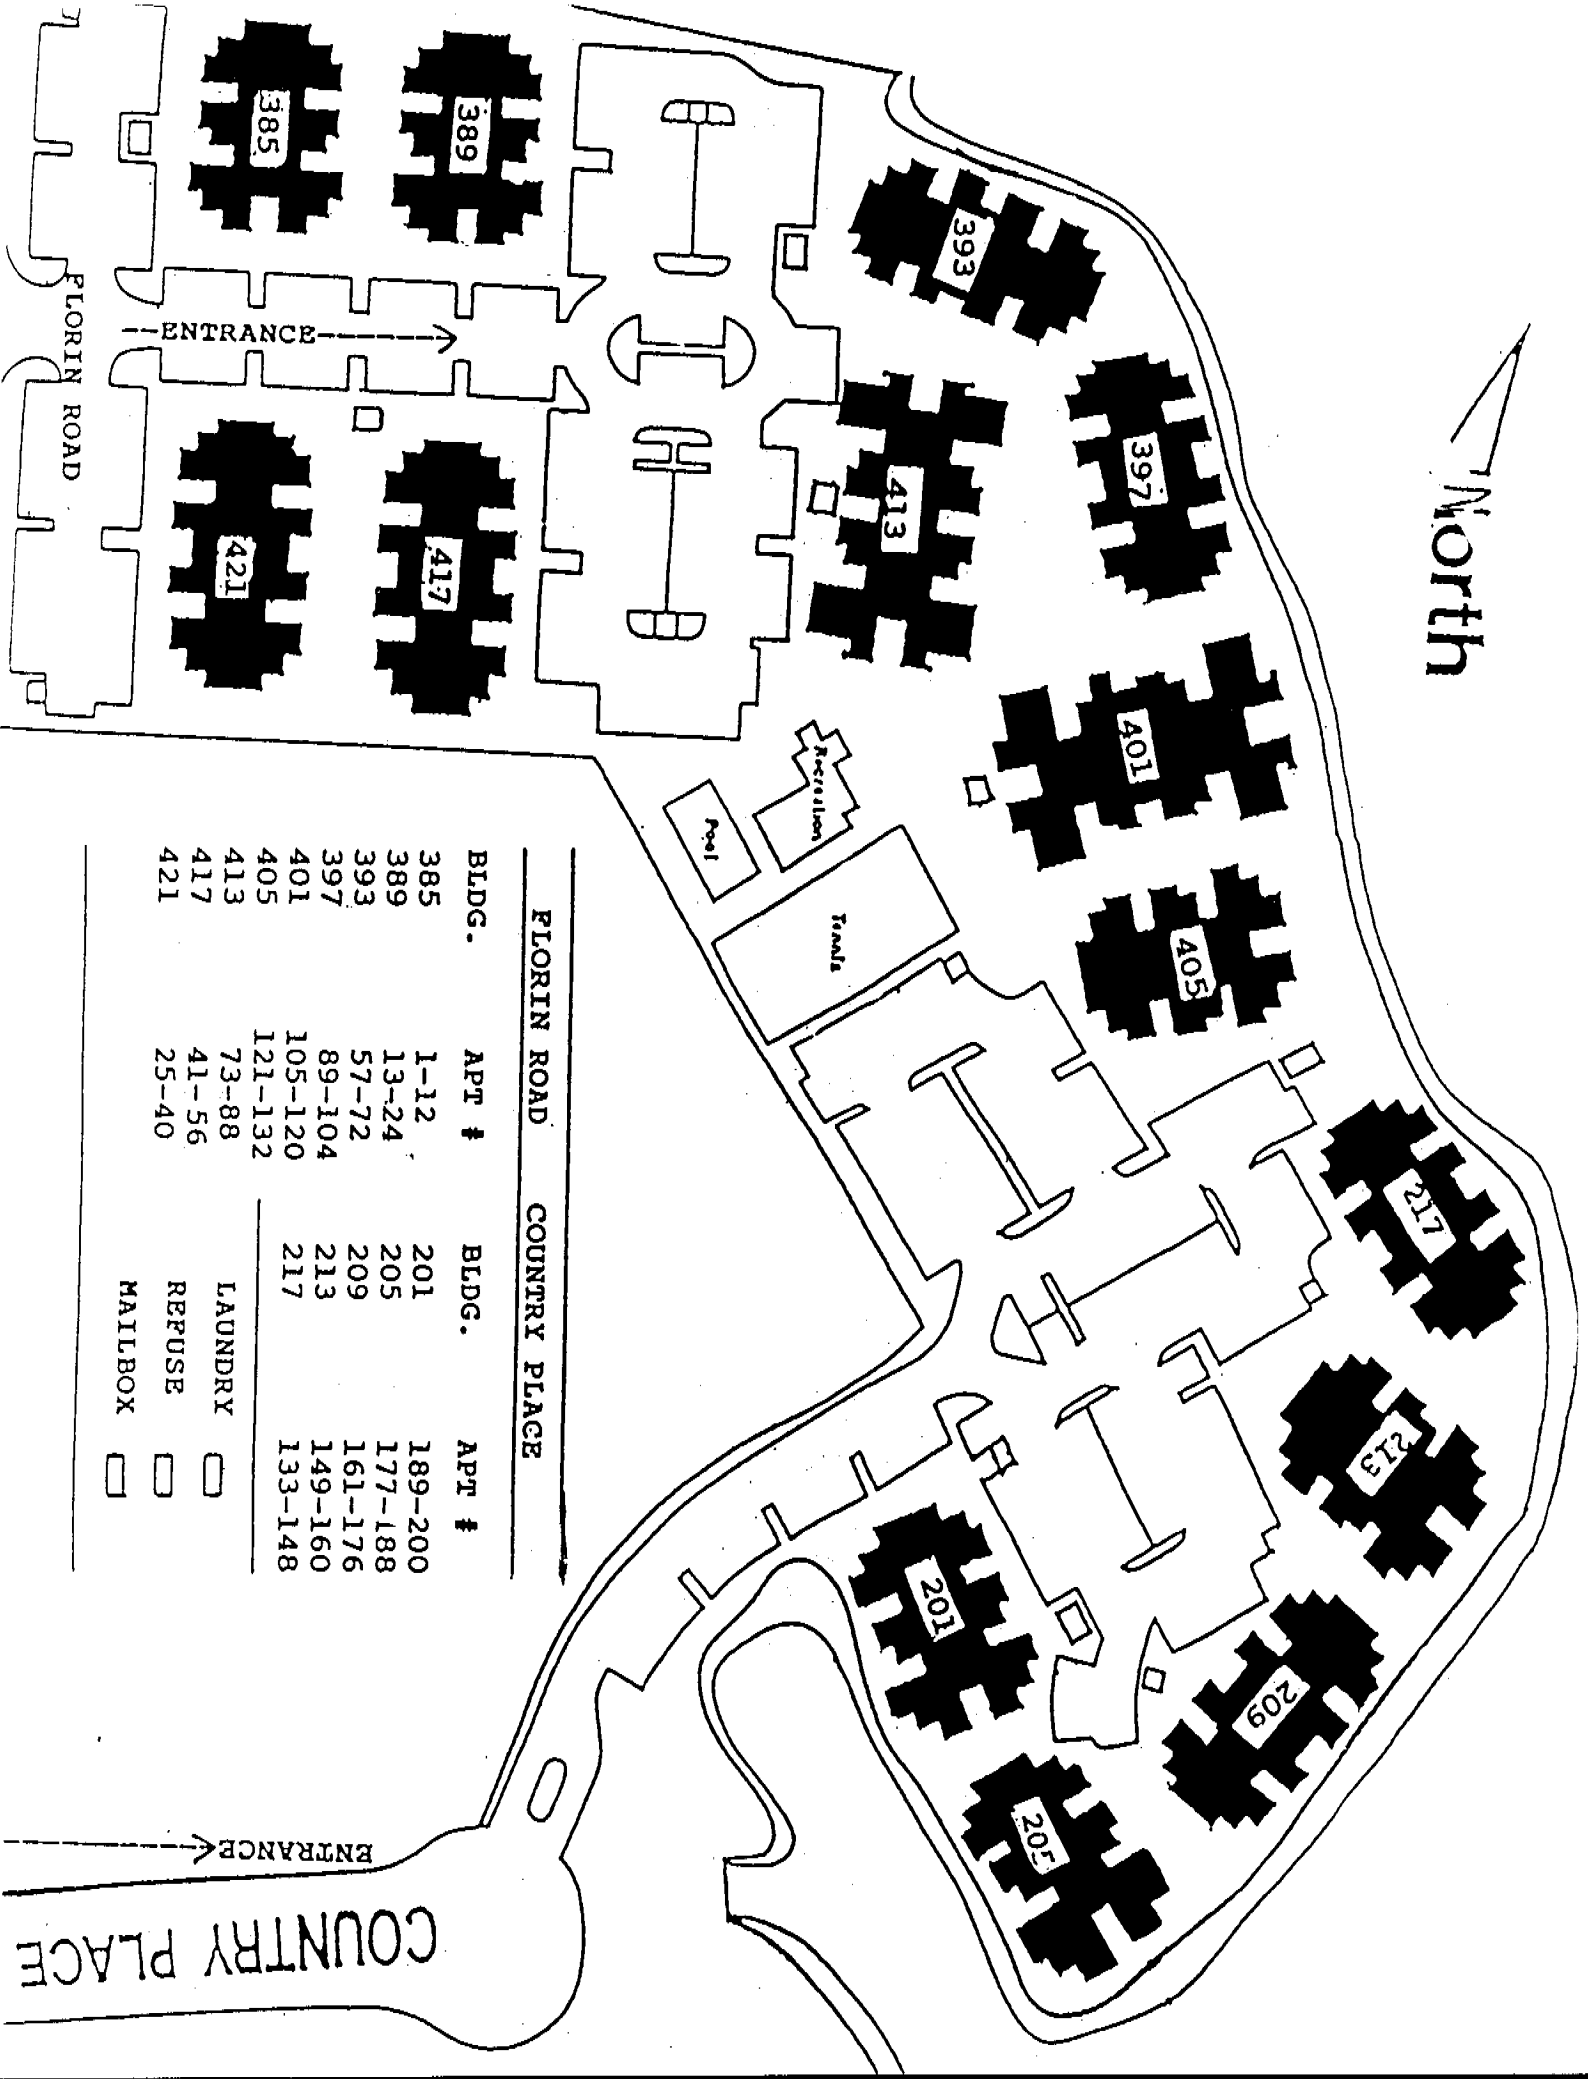 North
385
389
393
397
413
421
417
401
405
217
213
209
201
205
FLORIN ROAD
--ENTRANCE------->
Recreation
Pool
Tennis
FLORIN ROAD COUNTRY PLACE
BLDG. APT # BLDG. APT #
385 1-12 201 189-200
389 13-24 205 177-188
393 57-72 209 161-176
397 89-104 213 149-160
401 105-120 217 133-148
405 121-132
413 73-88
417 41-56
421 25-40
LAUNDRY
REFUSE
MAILBOX
ENTRANCE
COUNTRY PLACE